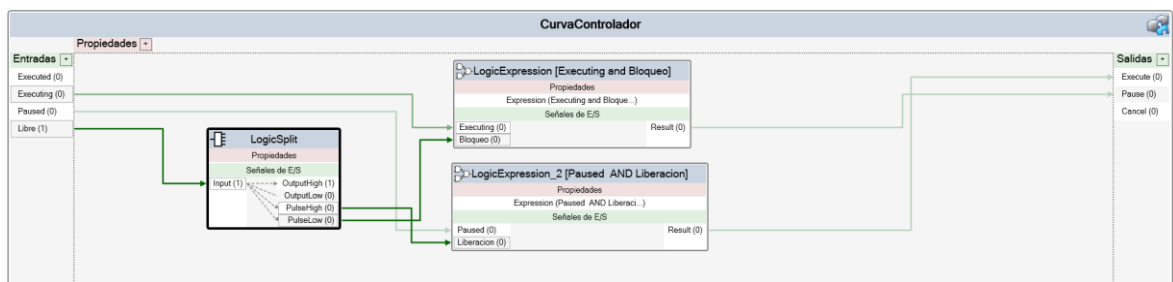 CurvaControlador
Propiedades
Entradas
Salidas
Executed (0)
Executing (0)
Paused (0)
Libre (1)
LogicSplit
Propiedades
Señales de E/S
Input (1)
OutputHigh (1)
OutputLow (0)
PulseHigh (0)
PulseLow (0)
LogicExpression [Executing and Bloqueo]
Propiedades
Expression (Executing and Bloque...)
Señales de E/S
Executing (0)
Result (0)
Bloqueo (0)
LogicExpression_2 [Paused AND Liberacion]
Propiedades
Expression (Paused AND Liberaci...)
Señales de E/S
Paused (0)
Result (0)
Liberacion (0)
Execute (0)
Pause (0)
Cancel (0)